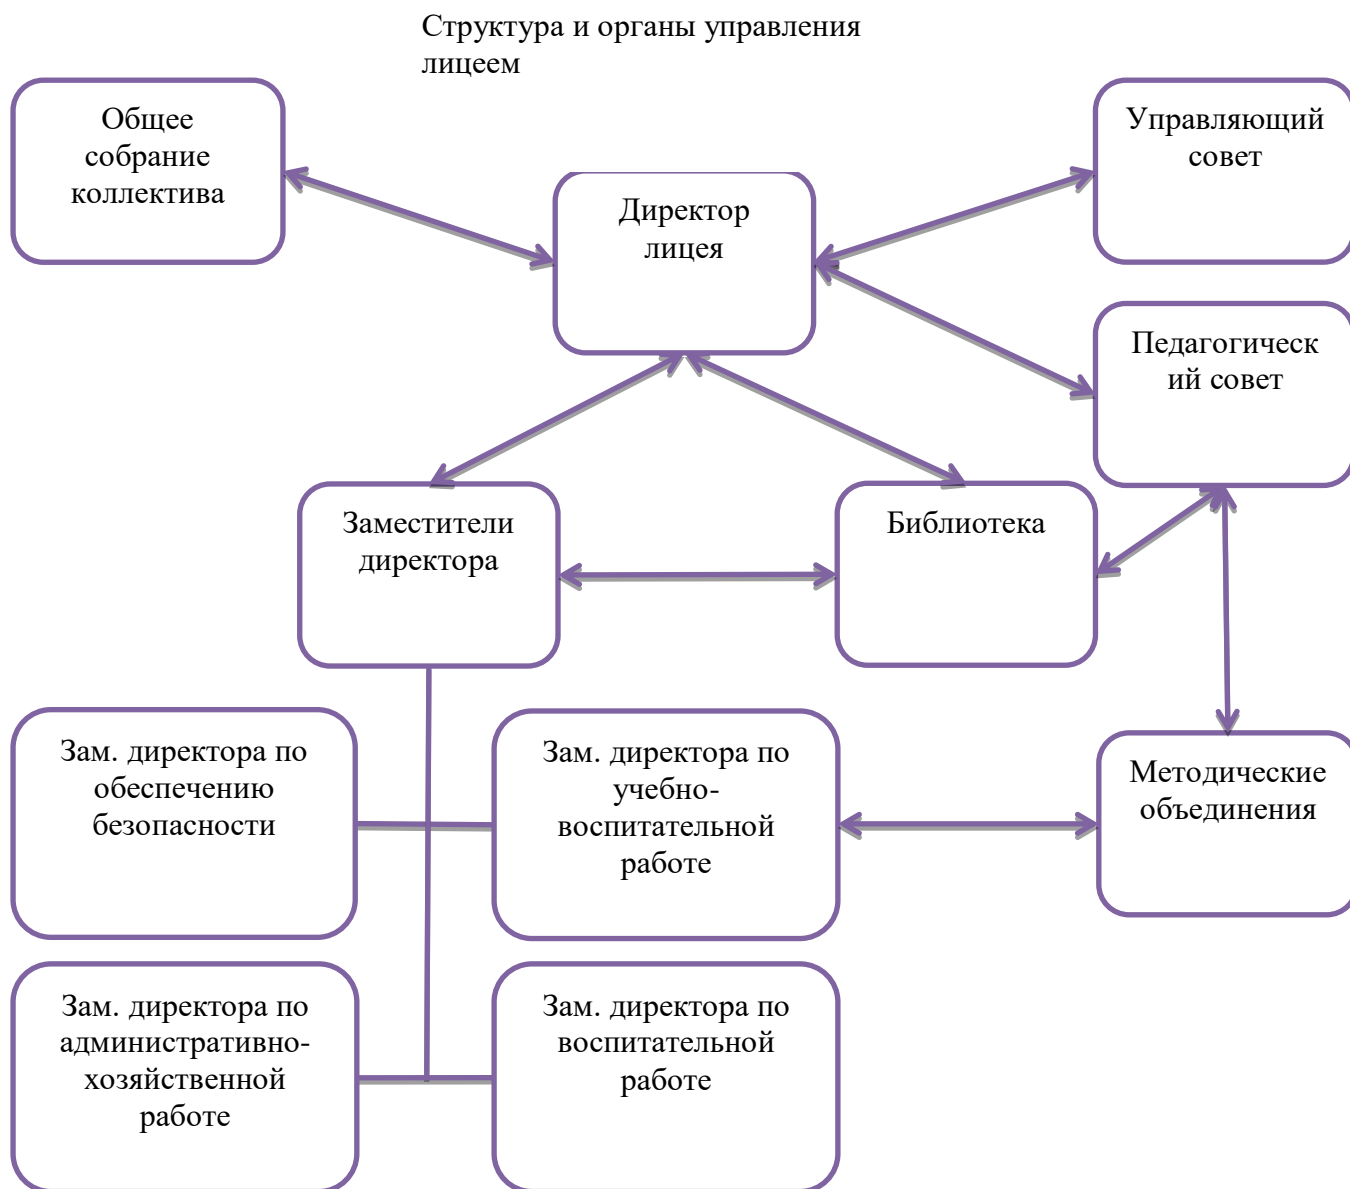 Структура и органы управления
лицеем
Общее
собрание
коллектива
Управляющий
совет
Директор
лицея
Педагогическ
ий совет
Заместители
директора
Библиотека
Зам. директора по
обеспечению
безопасности
Зам. директора по
учебно-
воспитательной
работе
Методические
объединения
Зам. директора по
административно-
хозяйственной
работе
Зам. директора по
воспитательной
работе